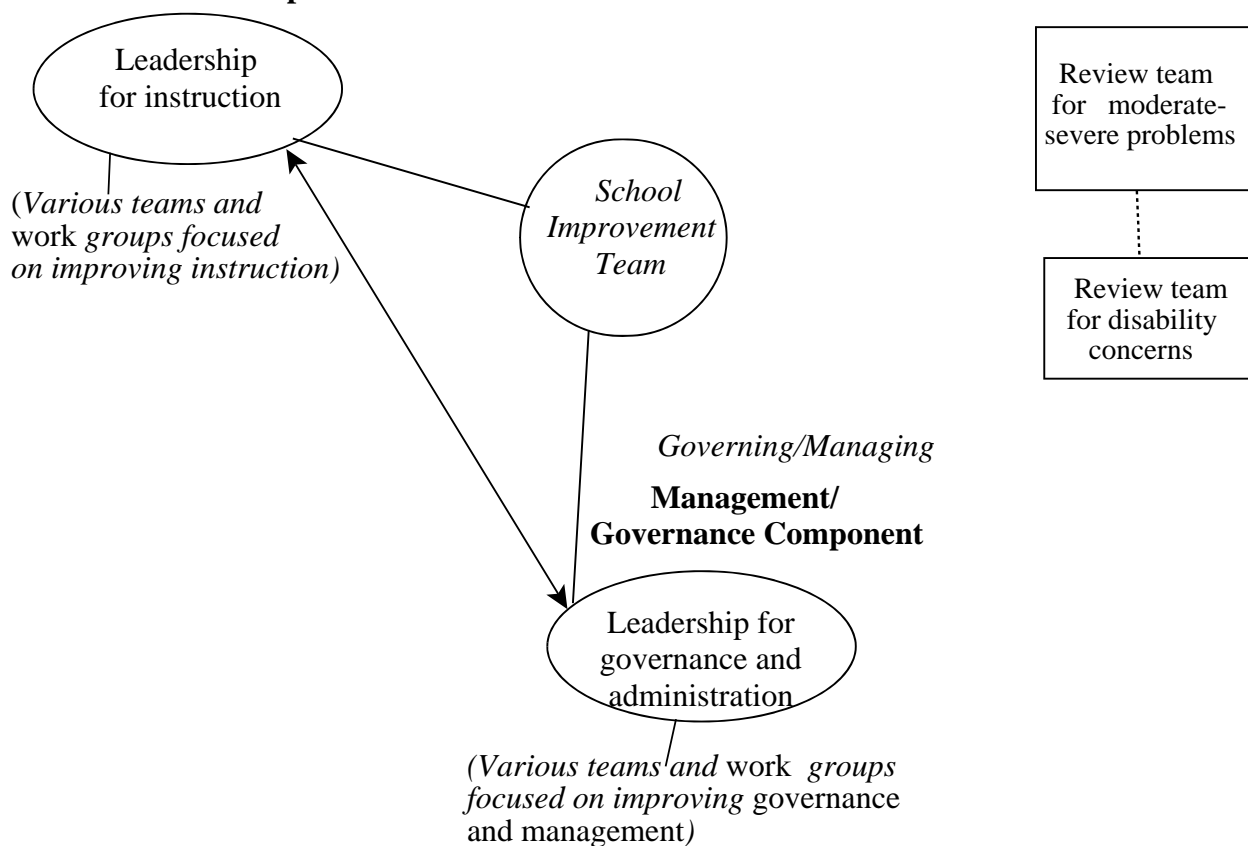 Leadership
for instruction
(Various teams and
work groups focused
on improving instruction)
School
Improvement
Team
Review team
for moderate-
severe problems
Review team
for disability
concerns
Governing/Managing
Management/
Governance Component
Leadership for
governance and
administration
(Various teams and work groups
focused on improving governance
and management)